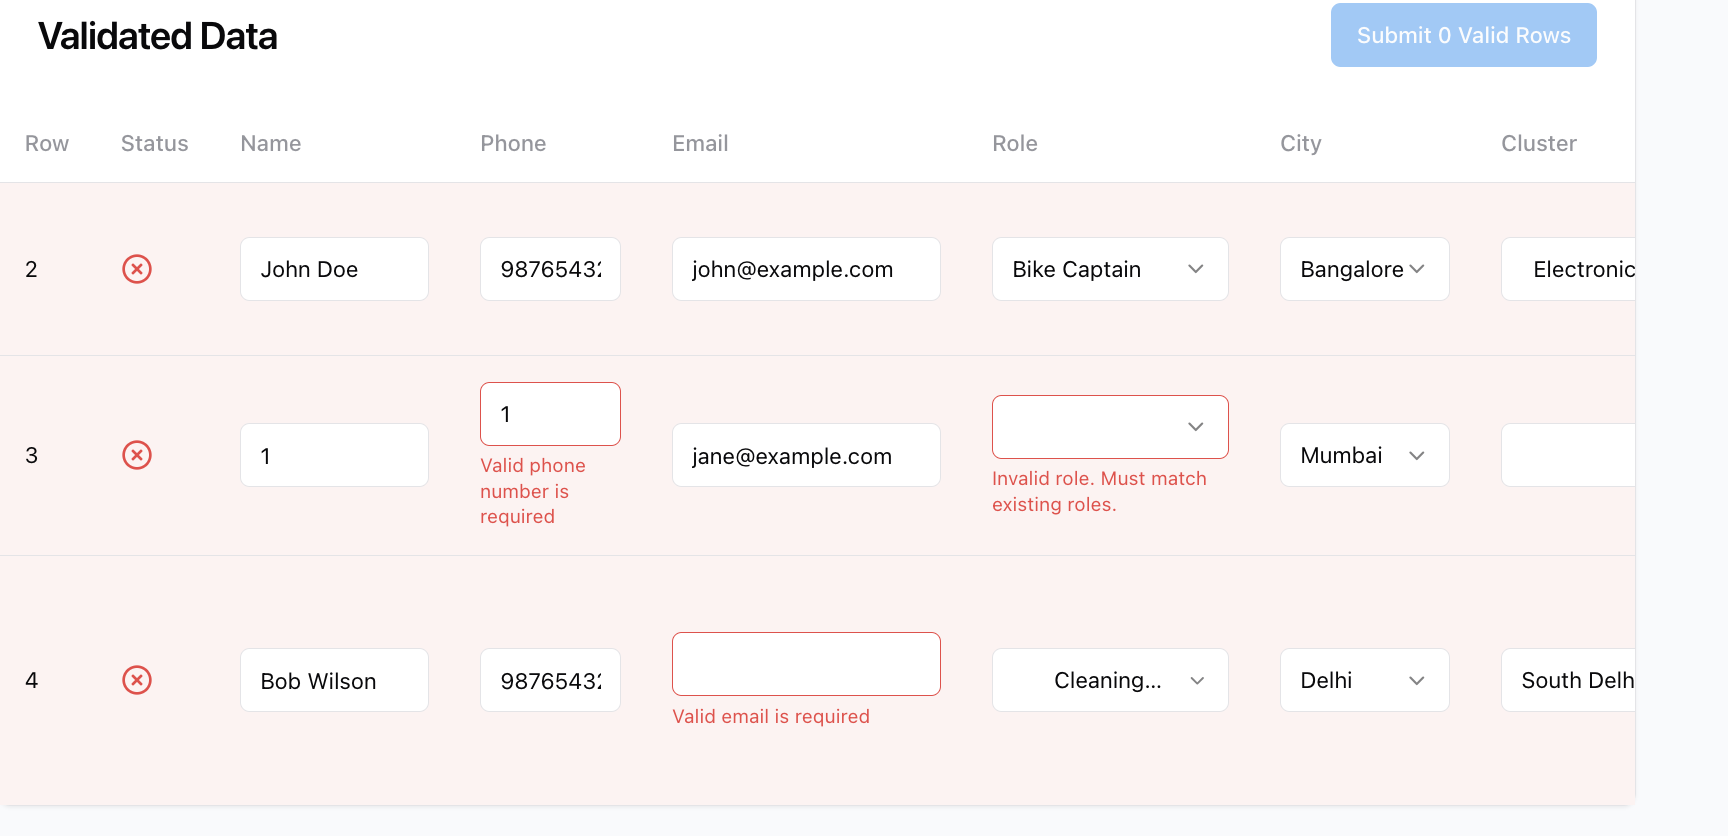 Validated Data
Submit 0 Valid Rows
Row Status Name Phone Email Role City Cluster
2 John Doe 9876543 john@example.com Bike Captain Bangalore Electronic
3 1 1 jane@example.com Mumbai
Valid phone
number is
required
Invalid role. Must match
existing roles.
4 Bob Wilson 9876543 Cleaning... Delhi South Delh
Valid email is required